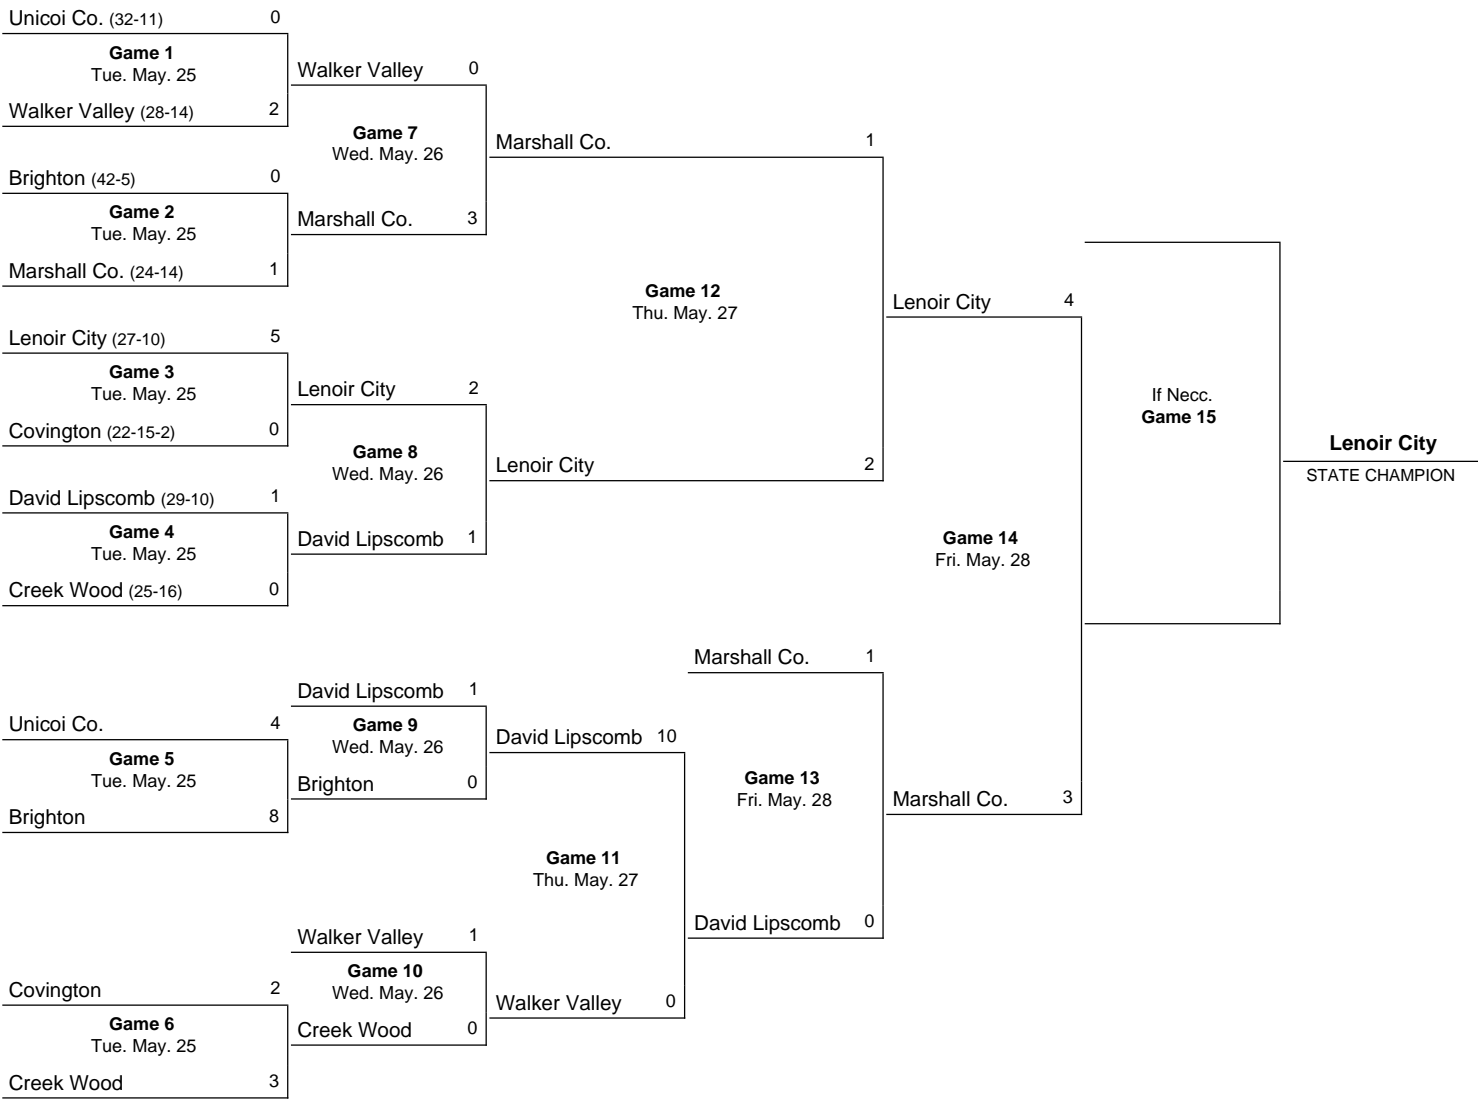 Unicoi Co. (32-11) 0
Game 1
Tue. May. 25
Walker Valley (28-14) 2
Brighton (42-5) 0
Game 2
Tue. May. 25
Marshall Co. (24-14) 1
Lenoir City (27-10) 5
Game 3
Tue. May. 25
Covington (22-15-2) 0
David Lipscomb (29-10) 1
Game 4
Tue. May. 25
Creek Wood (25-16) 0
Unicoi Co. 4
Game 5
Tue. May. 25
Brighton 8
Covington 2
Game 6
Tue. May. 25
Creek Wood 3
Walker Valley 0
Game 7
Wed. May. 26
Marshall Co. 3
Lenoir City 2
Game 8
Wed. May. 26
David Lipscomb 1
David Lipscomb 1
Game 9
Wed. May. 26
Brighton 0
Walker Valley 1
Game 10
Wed. May. 26
Creek Wood 0
Marshall Co. 1
Game 12
Thu. May. 27
Lenoir City 2
David Lipscomb 10
Game 11
Thu. May. 27
Walker Valley 0
Marshall Co. 1
Game 13
Fri. May. 28
David Lipscomb 0
Lenoir City 4
Game 14
Fri. May. 28
Marshall Co. 3
If Necc.
Game 15
Lenoir City
STATE CHAMPION